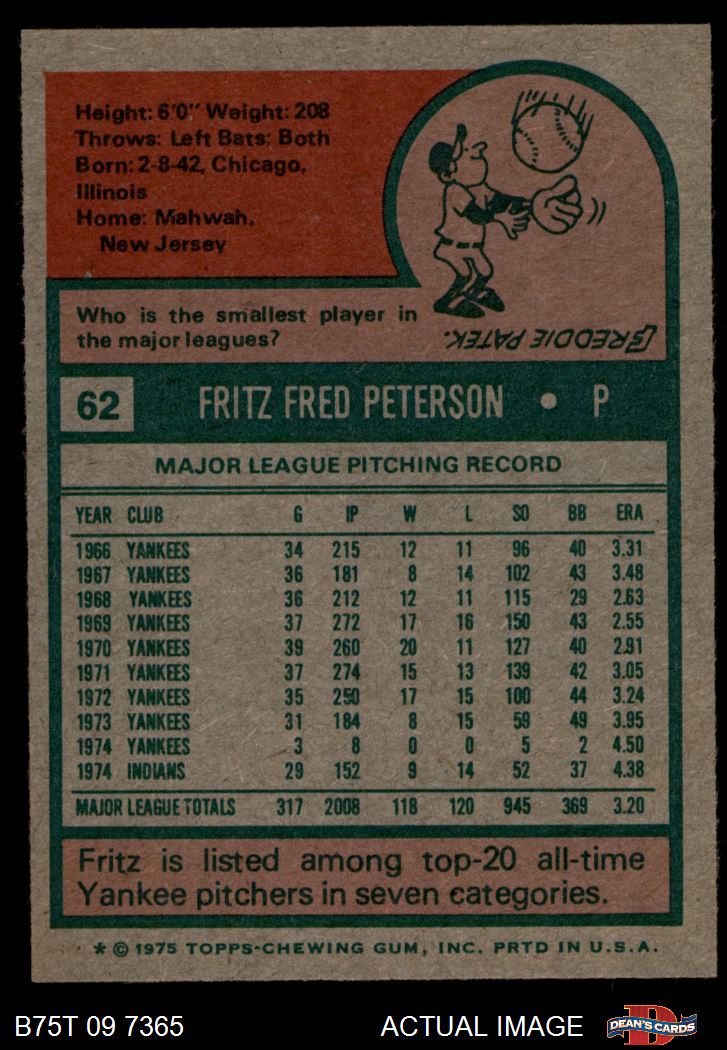 Height: 6'0" Weight: 208
Throws: Left Bats: Both
Born: 2-8-42, Chicago,
Illinois
Home: Mahwah,
New Jersey
Who is the smallest player in
the major leagues?
FREDDIE PATEK.
62 FRITZ FRED PETERSON • P
MAJOR LEAGUE PITCHING RECORD
YEAR CLUB G IP W L SO BB ERA
1966 YANKEES 34 215 12 11 96 40 3.31
1967 YANKEES 36 181 8 14 102 43 3.48
1968 YANKEES 36 212 12 11 115 29 2.63
1969 YANKEES 37 272 17 16 150 43 2.55
1970 YANKEES 39 260 20 11 127 40 2.91
1971 YANKEES 37 274 15 13 139 42 3.05
1972 YANKEES 35 250 17 15 100 44 3.24
1973 YANKEES 31 184 8 15 59 49 3.95
1974 YANKEES 3 8 0 0 5 2 4.50
1974 INDIANS 29 152 9 14 52 37 4.38
MAJOR LEAGUE TOTALS 317 2008 118 120 945 369 3.20
Fritz is listed among top-20 all-time
Yankee pitchers in seven categories.
* © 1975 TOPPS-CHEWING GUM, INC. PRTD IN U.S.A.
B75T 09 7365 ACTUAL IMAGE D DEAN'S CARDS